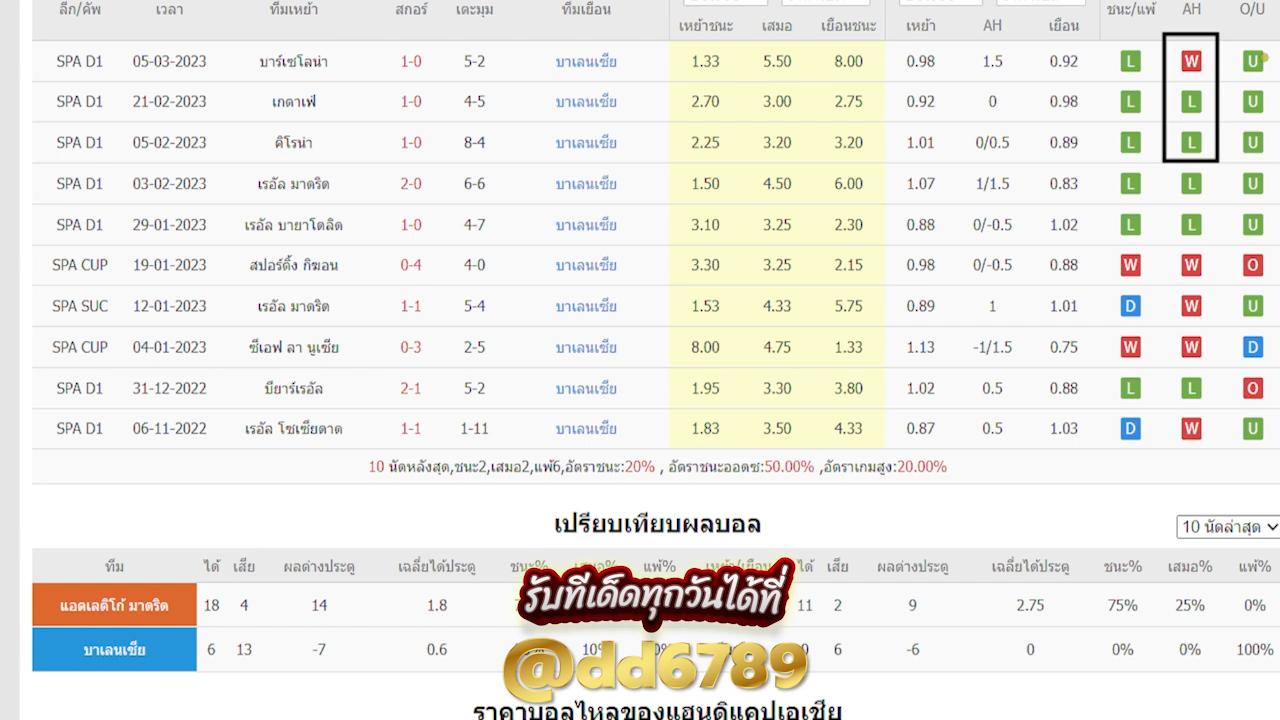 ลีก/คัพ เวลา ทีมเหย้า สกอร์ เตะมุม ทีมเยือน ชนะ/แพ้ AH O/U
เหย้าชนะ เสมอ เยือนชนะ เหย้า AH เยือน
SPA D1 05-03-2023 บาร์เซโลน่า 1-0 5-2 บาเลนเซีย 1.33 5.50 8.00 0.98 1.5 0.92 L W U
SPA D1 21-02-2023 เกตาเฟ่ 1-0 4-5 บาเลนเซีย 2.70 3.00 2.75 0.92 0 0.98 L L U
SPA D1 05-02-2023 คิโรน่า 1-0 8-4 บาเลนเซีย 2.25 3.20 3.20 1.01 0/0.5 0.89 L L U
SPA D1 03-02-2023 เรอัล มาดริด 2-0 6-6 บาเลนเซีย 1.50 4.50 6.00 1.07 1/1.5 0.83 L L U
SPA D1 29-01-2023 เรอัล บายาโดลิด 1-0 4-7 บาเลนเซีย 3.10 3.25 2.30 0.88 0/-0.5 1.02 L L U
SPA CUP 19-01-2023 สปอร์ติ้ง กิฆอน 0-4 4-0 บาเลนเซีย 3.30 3.25 2.15 0.98 0/-0.5 0.88 W W O
SPA SUC 12-01-2023 เรอัล มาดริด 1-1 5-4 บาเลนเซีย 1.53 4.33 5.75 0.89 1 1.01 D W U
SPA CUP 04-01-2023 ซีเอฟ ลา นูเซีย 0-3 2-5 บาเลนเซีย 8.00 4.75 1.33 1.13 -1/1.5 0.75 W W D
SPA D1 31-12-2022 บียาร์เรอัล 2-1 5-2 บาเลนเซีย 1.95 3.30 3.80 1.02 0.5 0.88 L L O
SPA D1 06-11-2022 เรอัล โซเซียดาด 1-1 1-11 บาเลนเซีย 1.83 3.50 4.33 0.87 0.5 1.03 D W U
10 นัดหลังสุด,ชนะ2,เสมอ2,แพ้6,อัตราชนะ:20% , อัตราชนะออดซ:50.00% ,อัตราเกมสูง:20.00%
เปรียบเทียบผลบอล
10 นัดล่าสุด
ทีม ได้ เสีย ผลต่างประตู เฉลี่ยได้ประตู ชนะ% เสมอ% แพ้% เหย้า/เยือน ได้ เสีย ผลต่างประตู เฉลี่ยได้ประตู ชนะ% เสมอ% แพ้%
แอตเลติโก้ มาดริด 18 4 14 1.8 11 2 9 2.75 75% 25% 0%
บาเลนเซีย 6 13 -7 0.6 10% 6 -6 0 0% 0% 100%
รับทีเด็ดทุกวันได้ที่
@dd6789
ราคาบอลไหลของแฮนดิแคปเอเชีย